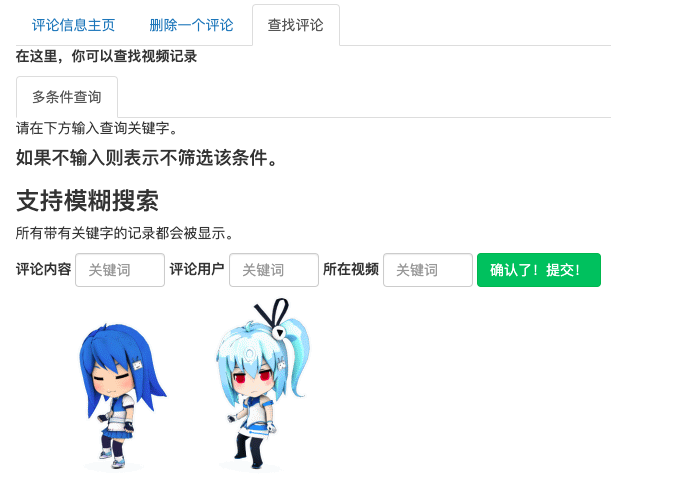 评论信息主页 删除一个评论 查找评论
在这里，你可以查找视频记录
多条件查询
请在下方输入查询关键字。
如果不输入则表示不筛选该条件。
支持模糊搜索
所有带有关键字的记录都会被显示。
评论内容 关键词 评论用户 关键词 所在视频 关键词 确认了！提交！